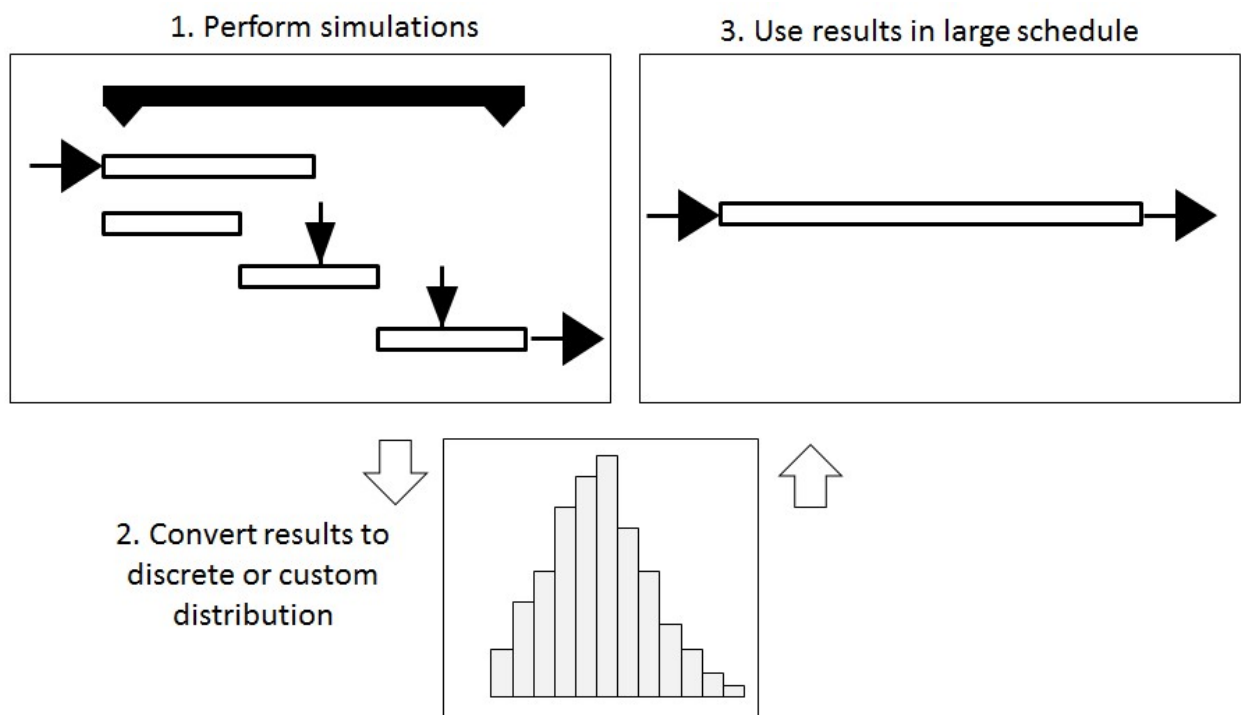 1. Perform simulations
3. Use results in large schedule
2. Convert results to
discrete or custom
distribution